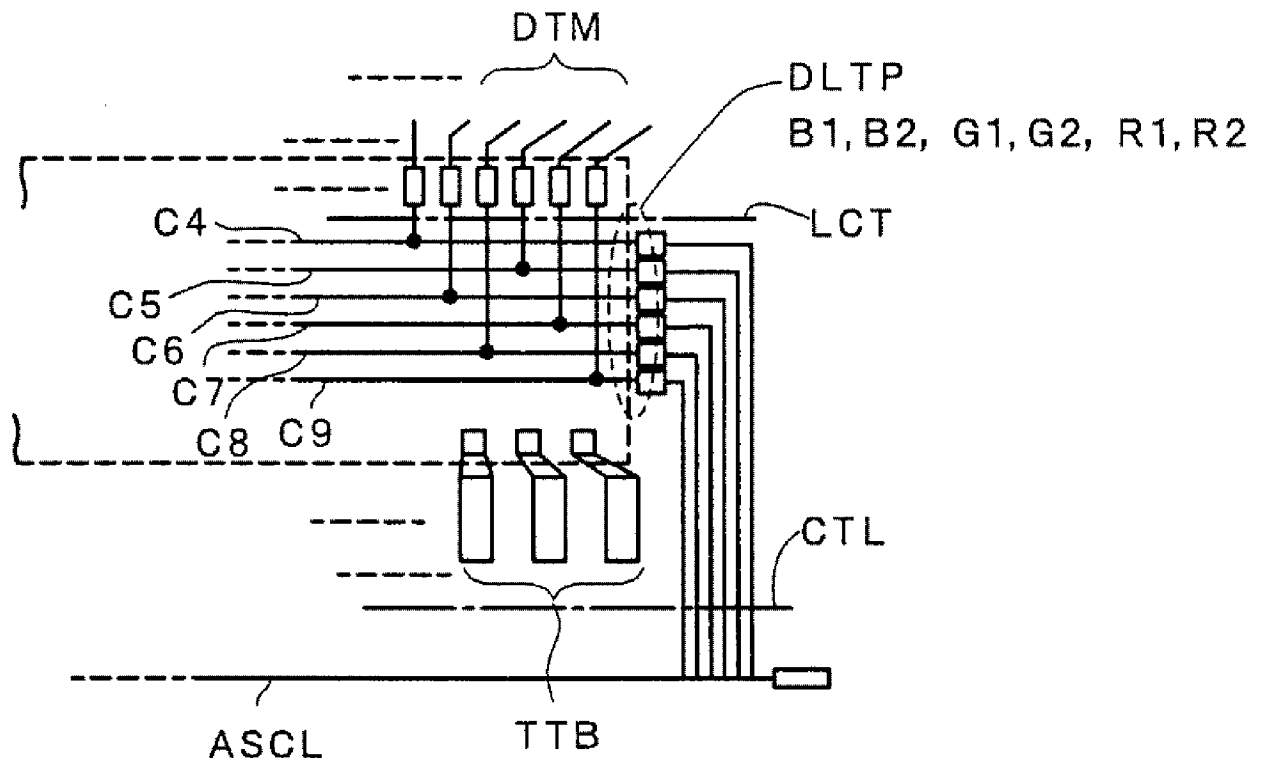 DTM
DLTP
B1, B2, G1, G2, R1, R2
LCT
C4
C5
C6
C7
C8
C9
CTL
TTB
ASCL